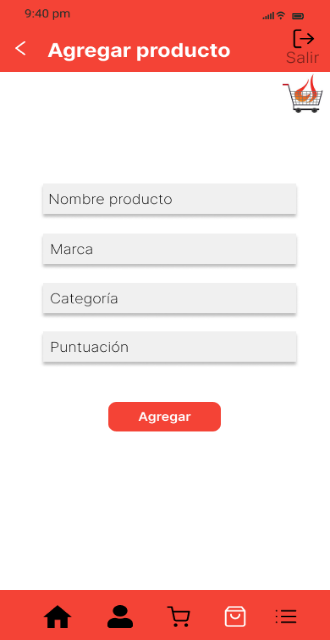 9:40 pm
Agregar producto
Salir
Nombre producto
Marca
Categoría
Puntuación
Agregar